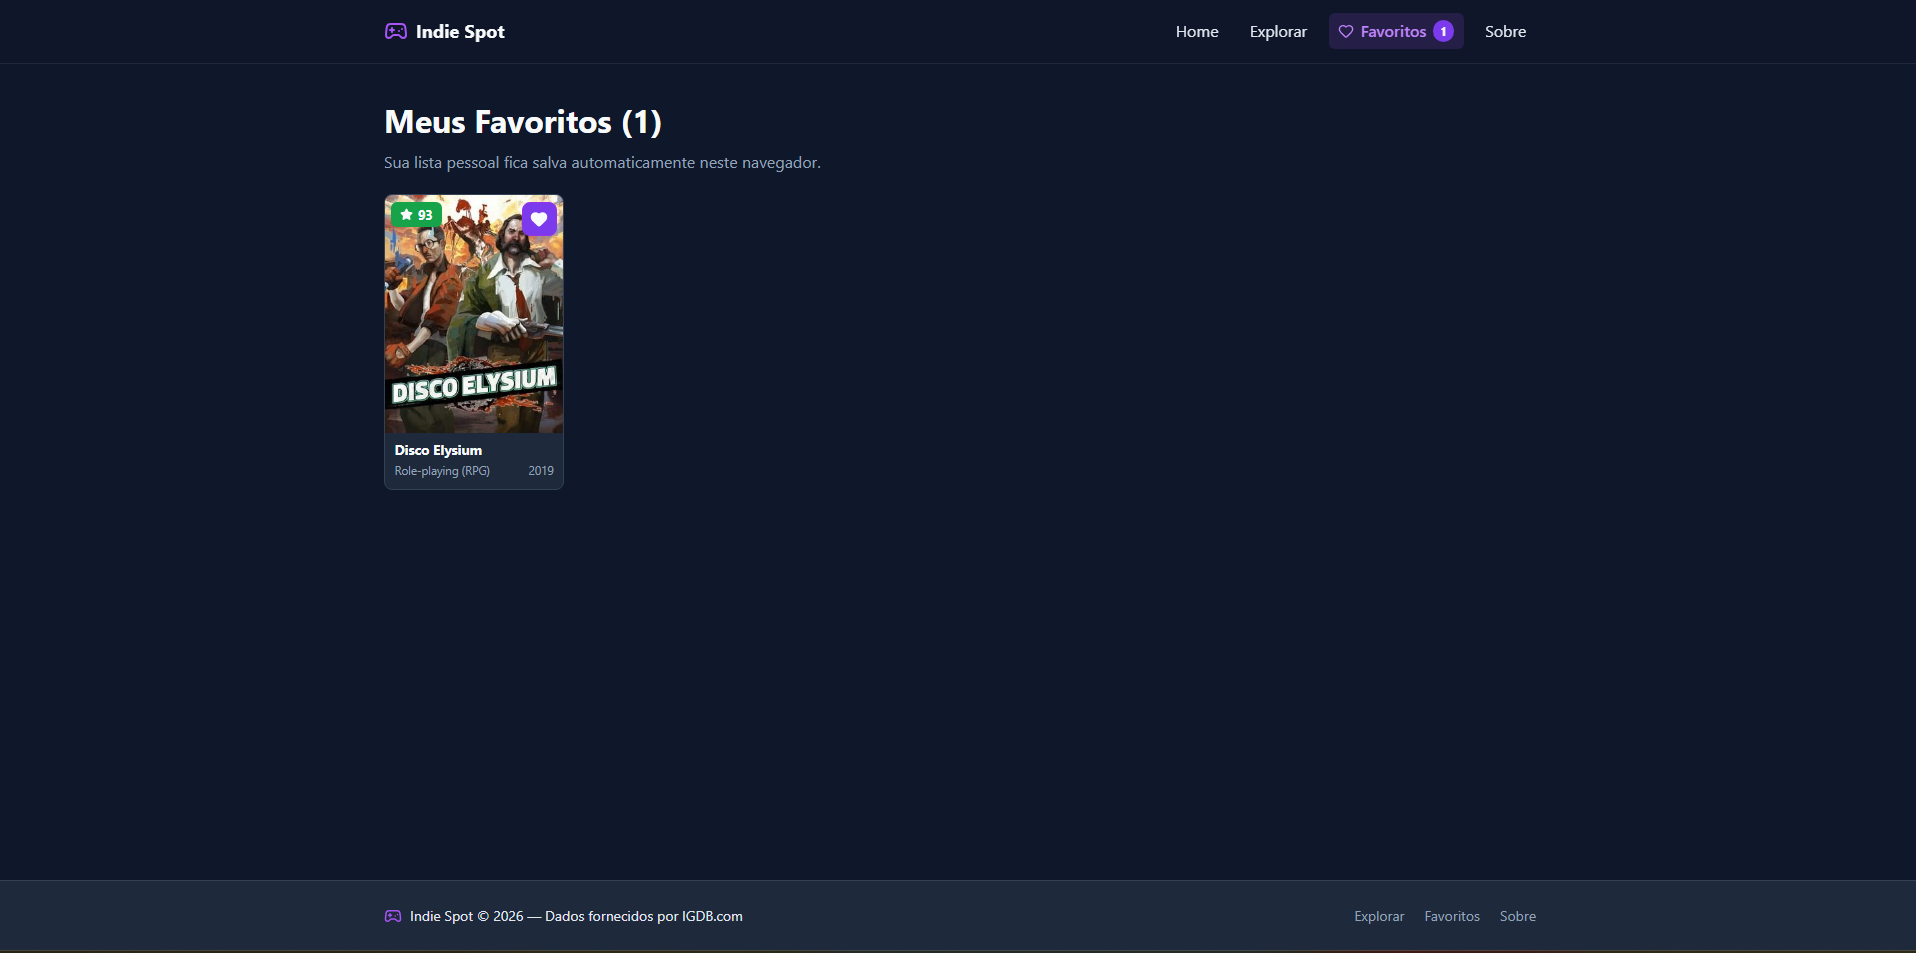 Indie Spot
Home Explorar Favoritos 1 Sobre
Meus Favoritos (1)
Sua lista pessoal fica salva automaticamente neste navegador.
93
DISCO ELYSIUM
Disco Elysium
Role-playing (RPG) 2019
Indie Spot © 2026 — Dados fornecidos por IGDB.com
Explorar Favoritos Sobre